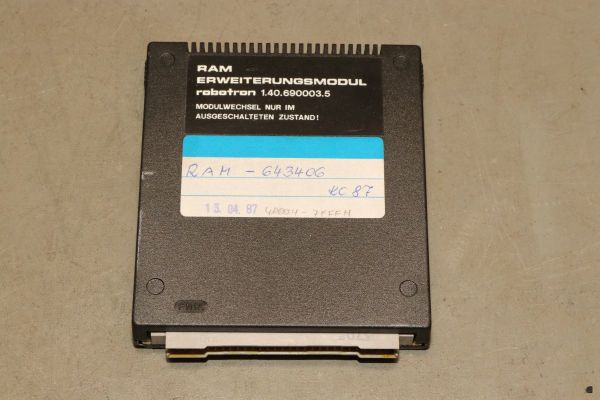 RAM
ERWEITERUNGSMODUL
robotron 1.40.690003.5
MODULWECHSEL NUR IM
AUSGESCHALTETEN ZUSTAND!
RAM - 643406
KC 87
13. 04. 87